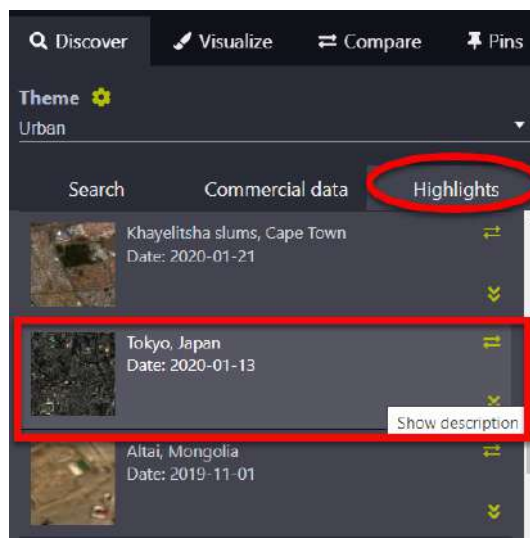 Discover Visualize Compare Pins
Theme
Urban
Search Commercial data Highlights
Khayelitsha slums, Cape Town
Date: 2020-01-21
Tokyo, Japan
Date: 2020-01-13
Show description
Altai, Mongolia
Date: 2019-11-01